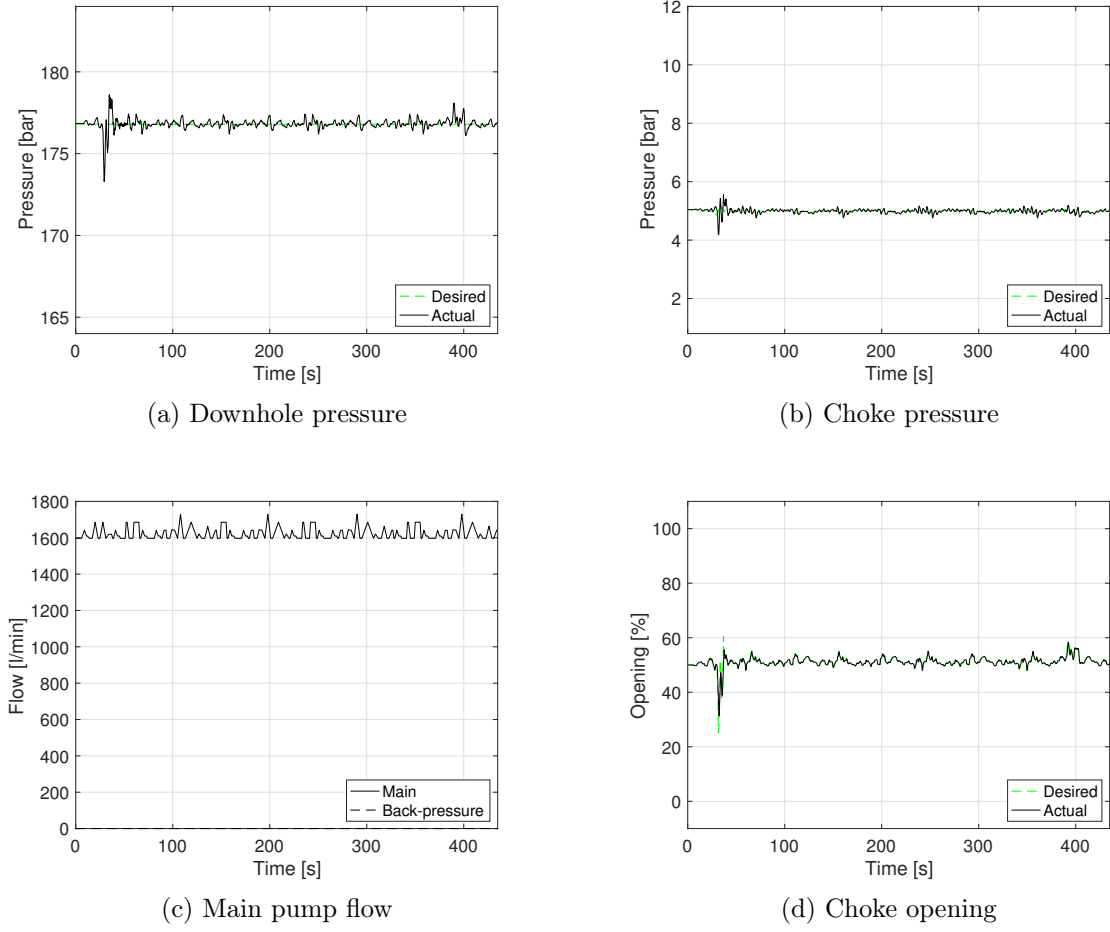 180
175
170
165
Pressure [bar]
0 100 200 300 400
Time [s]
Desired
Actual
(a) Downhole pressure
12
10
8
6
4
2
Pressure [bar]
0 100 200 300 400
Time [s]
Desired
Actual
(b) Choke pressure
1800
1600
1400
1200
1000
800
600
400
200
0
Flow [l/min]
0 100 200 300 400
Time [s]
Main
Back-pressure
(c) Main pump flow
100
80
60
40
20
0
Opening [%]
0 100 200 300 400
Time [s]
Desired
Actual
(d) Choke opening